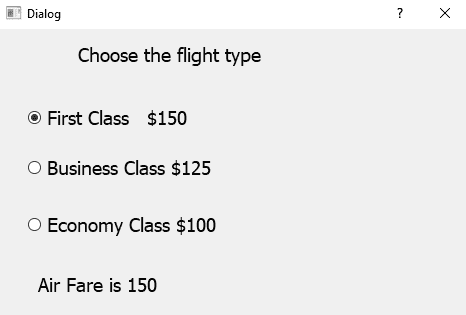 Dialog
?
Choose the flight type
First Class   $150
Business Class $125
Economy Class $100
Air Fare is 150